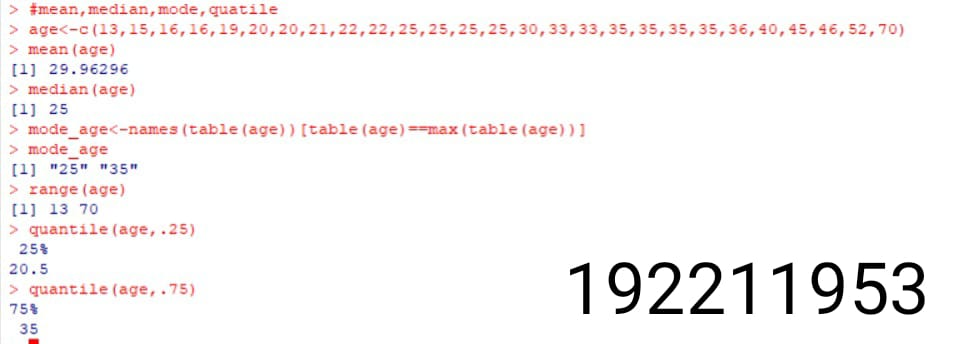 > #mean,median,mode,quatile
> age<-c(13,15,16,16,19,20,20,21,22,22,25,25,25,25,30,33,33,35,35,35,35,36,40,45,46,52,70)
> mean(age)
[1] 29.96296
> median(age)
[1] 25
> mode_age<-names(table(age))[table(age)==max(table(age))]
> mode_age
[1] "25" "35"
> range(age)
[1] 13 70
> quantile(age,.25)
25%
20.5
> quantile(age,.75)
75%
35
192211953